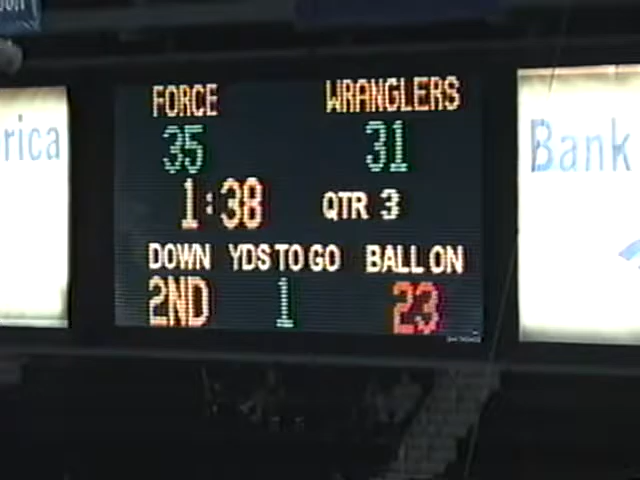 FORCE WRANGLERS
35 31
1:38 QTR 3
DOWN YDS TO GO BALL ON
2ND 1 23
rica
Bank